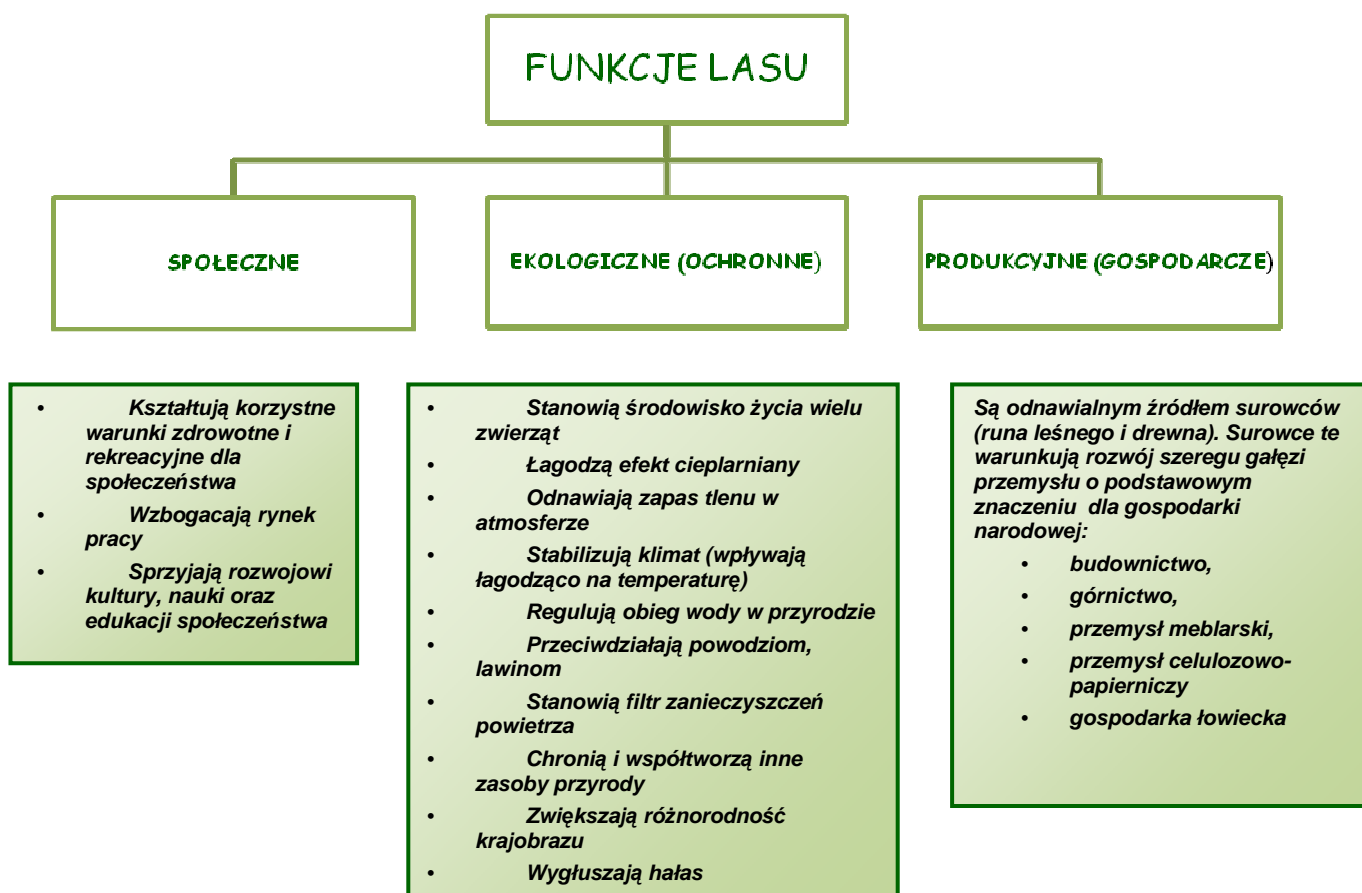 FUNKCJE LASU
SPOŁECZNE
EKOLOGICZNE (OCHRONNE)
PRODUKCYJNE (GOSPODARCZE)
• Kształtują korzystne
warunki zdrowotne i
rekreacyjne dla
społeczeństwa
• Wzbogacają rynek
pracy
• Sprzyjają rozwojowi
kultury, nauki oraz
edukacji społeczeństwa
• Stanowią środowisko życia wielu
zwierząt
• Łagodzą efekt cieplarniany
• Odnawiają zapas tlenu w
atmosferze
• Stabilizują klimat (wpływają
łagodząco na temperaturę)
• Regulują obieg wody w przyrodzie
• Przeciwdziałają powodziom,
lawinom
• Stanowią filtr zanieczyszczeń
powietrza
• Chronią i współtworzą inne
zasoby przyrody
• Zwiększają różnorodność
krajobrazu
• Wygłuszają hałas
Są odnawialnym źródłem surowców
(runa leśnego i drewna). Surowce te
warunkują rozwój szeregu gałęzi
przemysłu o podstawowym
znaczeniu dla gospodarki
narodowej:
• budownictwo,
• górnictwo,
• przemysł meblarski,
• przemysł celulozowo-
papierniczy
• gospodarka łowiecka